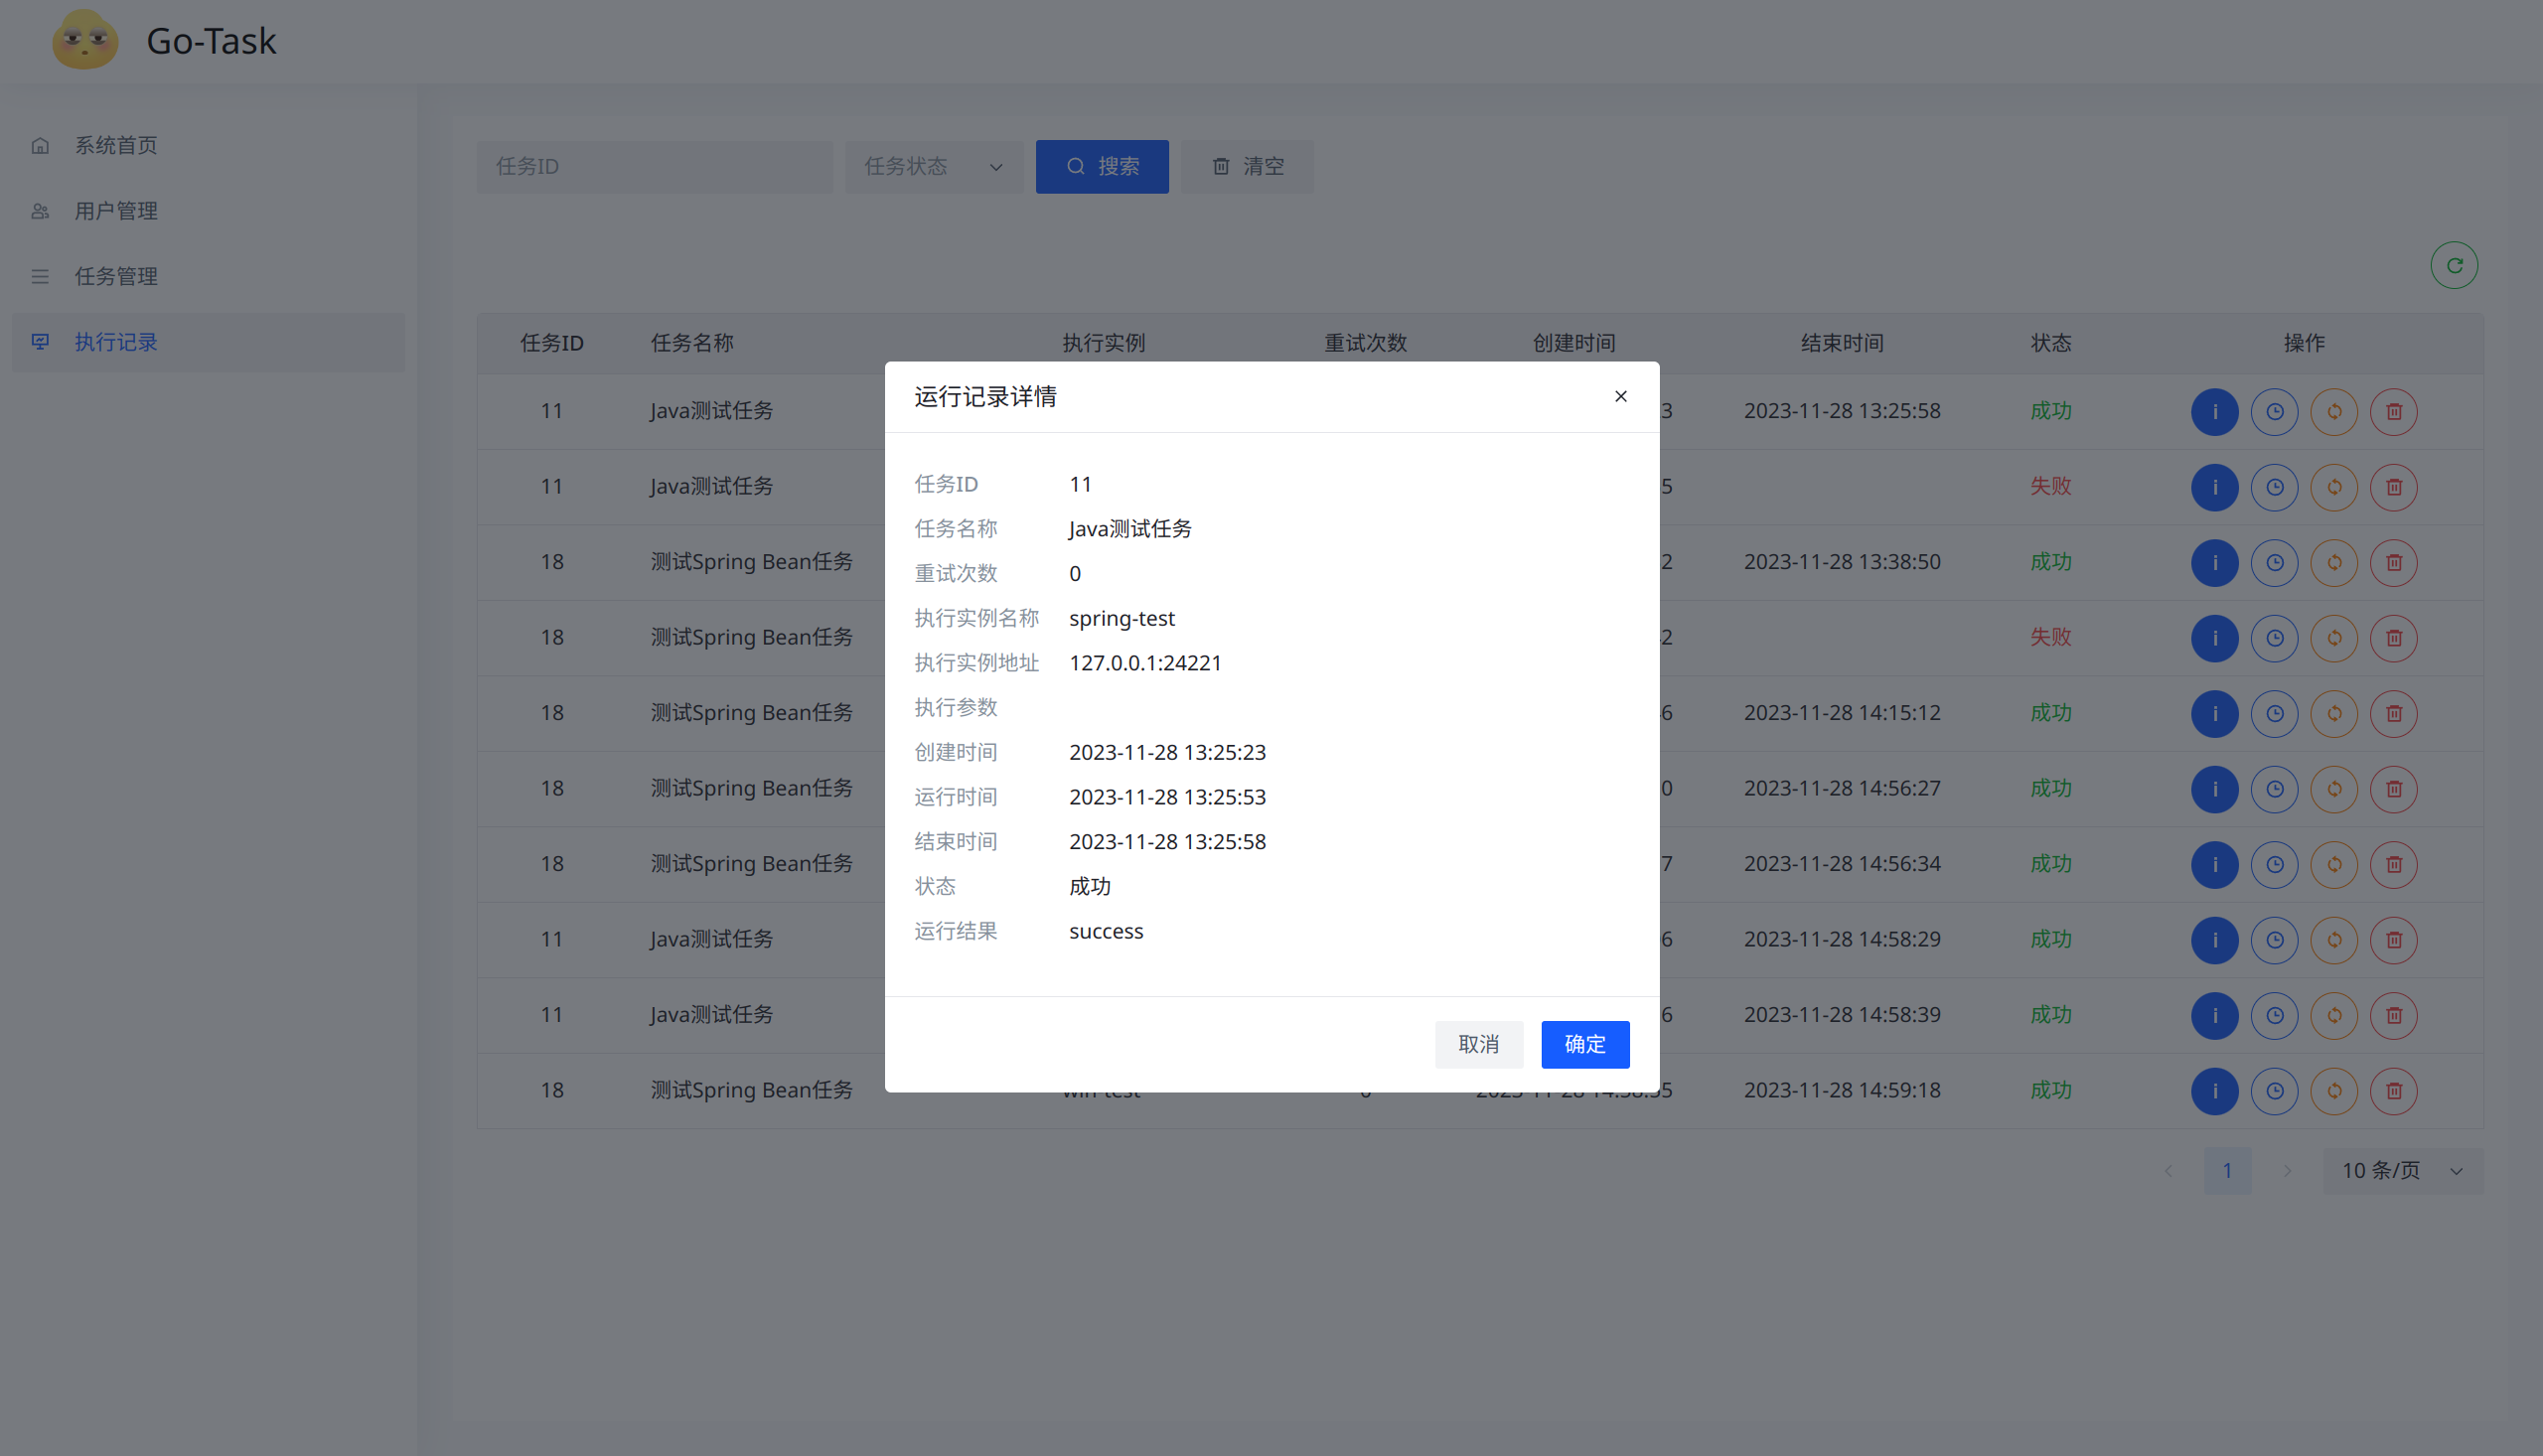 Go-Task
系统首页
用户管理
任务管理
执行记录
任务ID 任务状态 搜索 清空
任务ID 任务名称 执行实例 重试次数 创建时间 结束时间 状态 操作
11 Java测试任务 3 2023-11-28 13:25:58 成功
11 Java测试任务 5 失败
18 测试Spring Bean任务 2 2023-11-28 13:38:50 成功
18 测试Spring Bean任务 2 失败
18 测试Spring Bean任务 6 2023-11-28 14:15:12 成功
18 测试Spring Bean任务 0 2023-11-28 14:56:27 成功
18 测试Spring Bean任务 7 2023-11-28 14:56:34 成功
11 Java测试任务 6 2023-11-28 14:58:29 成功
11 Java测试任务 6 2023-11-28 14:58:39 成功
18 测试Spring Bean任务 win-test 0 2023-11-28 14:58:55 2023-11-28 14:59:18 成功
1 10 条/页
运行记录详情
任务ID 11
任务名称 Java测试任务
重试次数 0
执行实例名称 spring-test
执行实例地址 127.0.0.1:24221
执行参数
创建时间 2023-11-28 13:25:23
运行时间 2023-11-28 13:25:53
结束时间 2023-11-28 13:25:58
状态 成功
运行结果 success
取消 确定